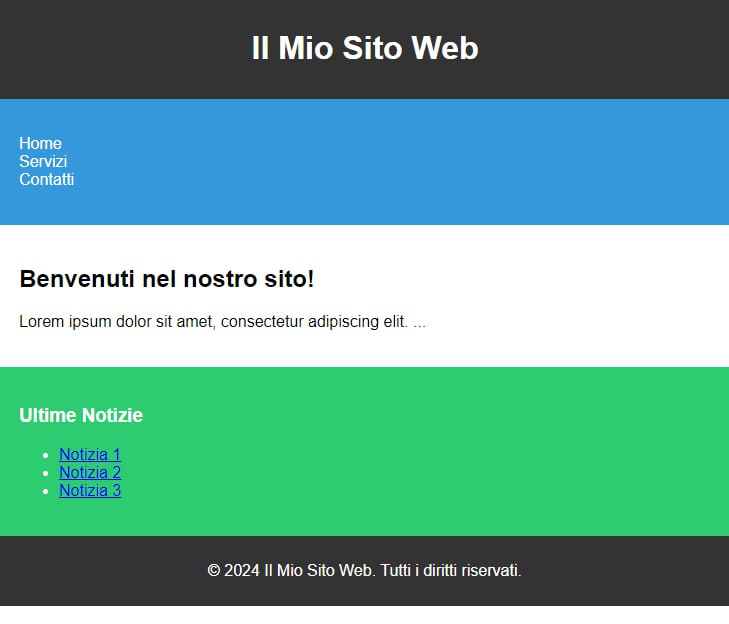 Il Mio Sito Web
Home
Servizi
Contatti
Benvenuti nel nostro sito!
Lorem ipsum dolor sit amet, consectetur adipiscing elit. ...
Ultime Notizie
Notizia 1
Notizia 2
Notizia 3
© 2024 Il Mio Sito Web. Tutti i diritti riservati.